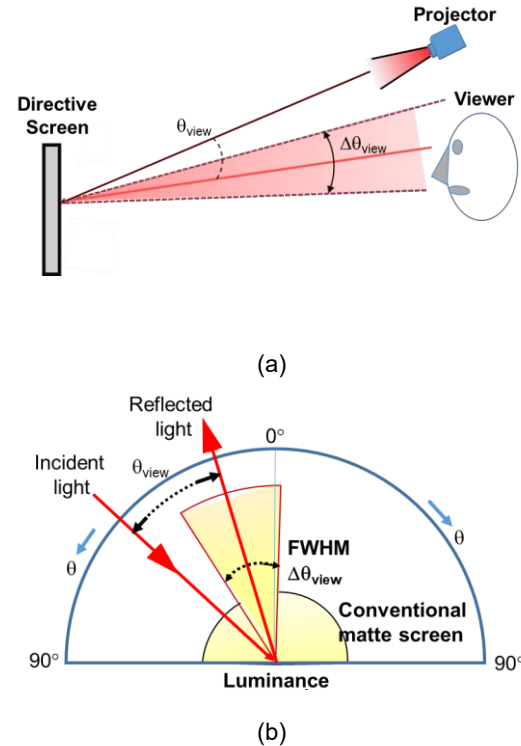 Projector
Directive
Screen
θview
Viewer
Δθview
(a)
Reflected
light
0°
Incident
light
θview
θ
θ
FWHM
Δθview
Conventional
matte screen
90°
90°
Luminance
(b)